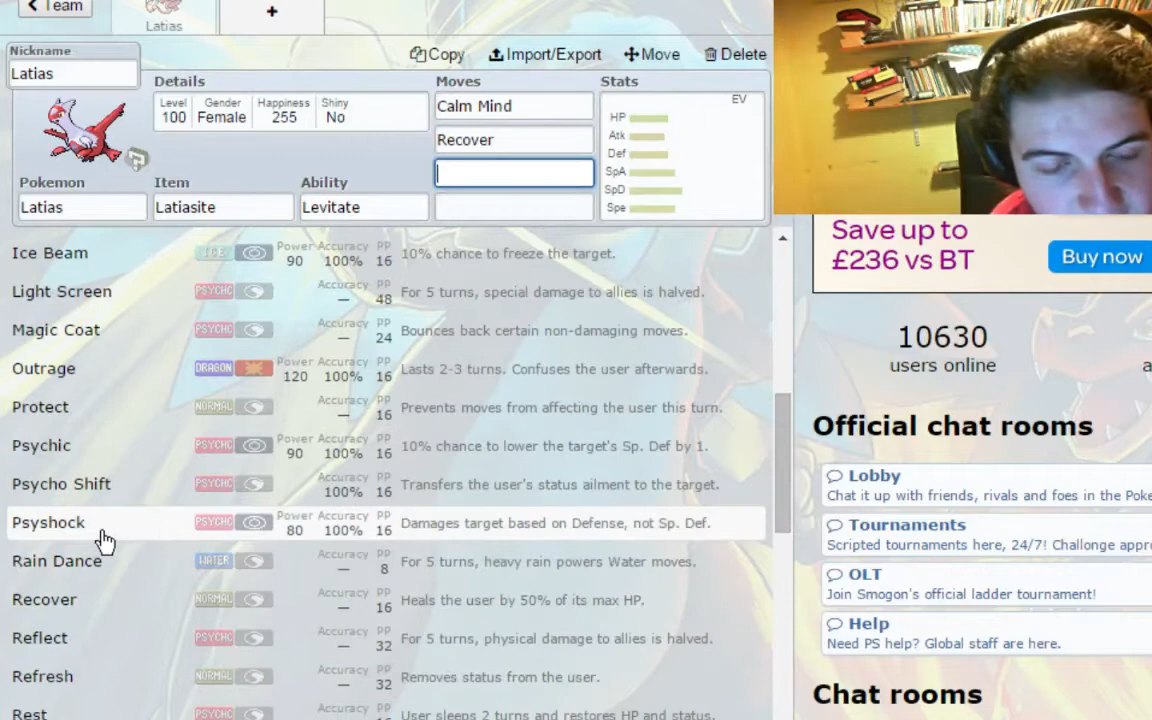 Team
Latias
+
Nickname
Latias
Copy
Import/Export
Move
Delete
Details
Level
100
Gender
Female
Happiness
255
Shiny
No
Pokemon
Latias
Item
Latiasite
Ability
Levitate
Moves
Calm Mind
Recover
Stats
EV
HP
Atk
Def
SpA
SpD
Spe
Ice Beam ICE Power 90 Accuracy 100% PP 16 10% chance to freeze the target.
Light Screen PSYCHC Accuracy — PP 48 For 5 turns, special damage to allies is halved.
Magic Coat PSYCHC Accuracy — PP 24 Bounces back certain non-damaging moves.
Outrage DRAGON Power 120 Accuracy 100% PP 16 Lasts 2-3 turns. Confuses the user afterwards.
Protect NORMAL Accuracy — PP 16 Prevents moves from affecting the user this turn.
Psychic PSYCHC Power 90 Accuracy 100% PP 16 10% chance to lower the target's Sp. Def by 1.
Psycho Shift PSYCHC Accuracy 100% PP 16 Transfers the user's status ailment to the target.
Psyshock PSYCHC Power 80 Accuracy 100% PP 16 Damages target based on Defense, not Sp. Def.
Rain Dance WATER Accuracy — PP 8 For 5 turns, heavy rain powers Water moves.
Recover NORMAL Accuracy — PP 16 Heals the user by 50% of its max HP.
Reflect PSYCHC Accuracy — PP 32 For 5 turns, physical damage to allies is halved.
Refresh NORMAL Accuracy — PP 32 Removes status from the user.
Rest PSYCHC Accuracy User sleeps 2 turns and restores HP and status.
Save up to
£236 vs BT
Buy now
10630
users online
Official chat rooms
Lobby
Chat it up with friends, rivals and foes in the Poke
Tournaments
Scripted tournaments here, 24/7! Challonge appr
OLT
Join Smogon's official ladder tournament!
Help
Need PS help? Global staff are here.
Chat rooms